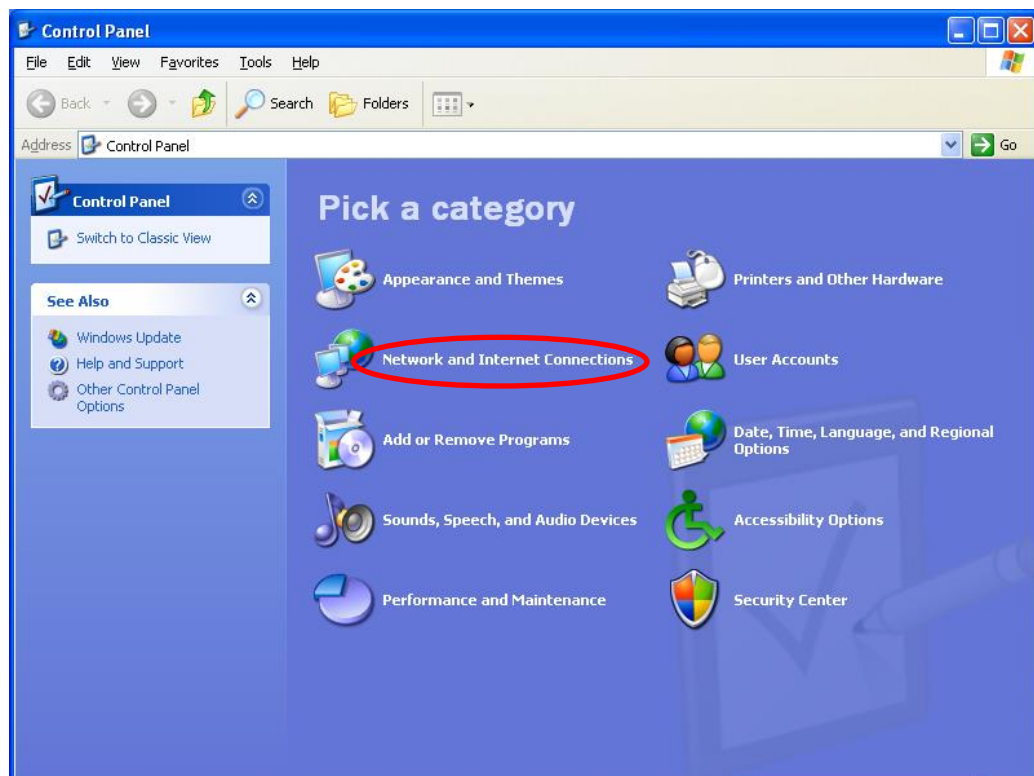 Control Panel
File Edit View Favorites Tools Help
Back Search Folders
Address Control Panel Go
Control Panel
Switch to Classic View
See Also
Windows Update
Help and Support
Other Control Panel
Options
Pick a category
Appearance and Themes
Printers and Other Hardware
Network and Internet Connections
User Accounts
Add or Remove Programs
Date, Time, Language, and Regional
Options
Sounds, Speech, and Audio Devices
Accessibility Options
Performance and Maintenance
Security Center